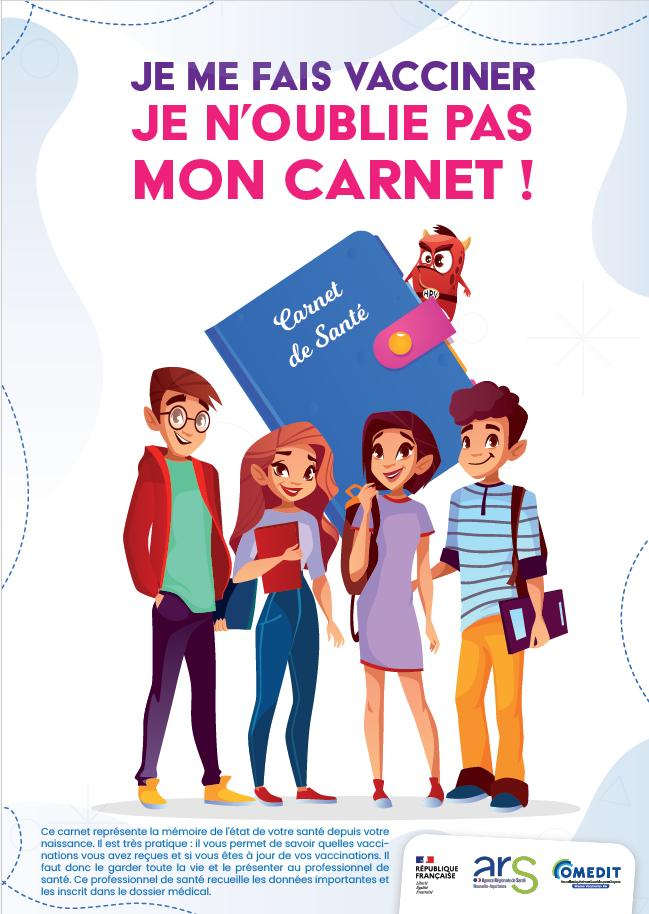 JE ME FAIS VACCINER
JE N'OUBLIE PAS
MON CARNET !
Carnet
de Santé
HPV
Ce carnet représente la mémoire de l'état de votre santé depuis votre
naissance. Il est très pratique : il vous permet de savoir quelles vacci-
nations vous avez reçues et si vous êtes à jour de vos vaccinations. Il
faut donc le garder toute la vie et le présenter au professionnel de
santé. Ce professionnel de santé recueille les données importantes et
les inscrit dans le dossier médical.
RÉPUBLIQUE
FRANÇAISE
Liberté
Égalité
Fraternité
ars
Agence Régionale de Santé
Nouvelle-Aquitaine
OMEDIT